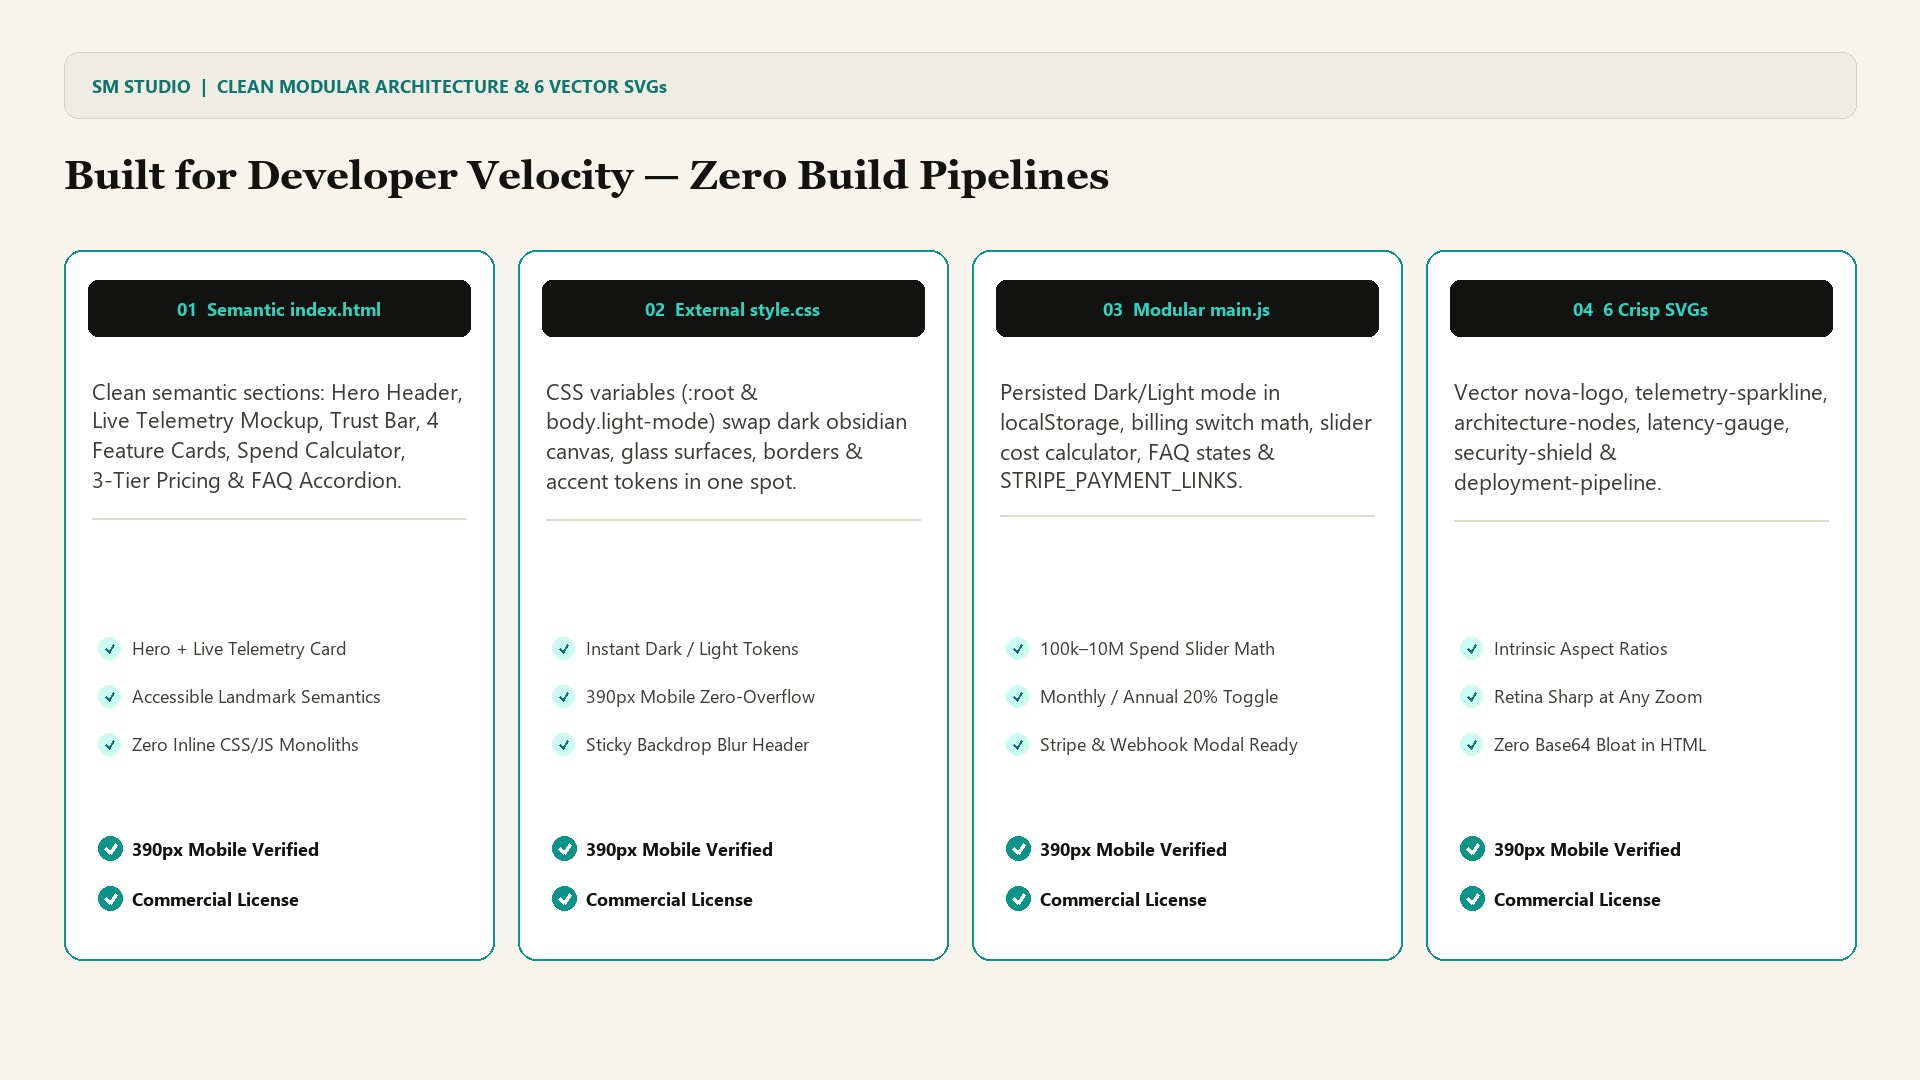 SM STUDIO | CLEAN MODULAR ARCHITECTURE & 6 VECTOR SVGs
Built for Developer Velocity — Zero Build Pipelines
01 Semantic index.html
Clean semantic sections: Hero Header,
Live Telemetry Mockup, Trust Bar, 4
Feature Cards, Spend Calculator,
3-Tier Pricing & FAQ Accordion.
Hero + Live Telemetry Card
Accessible Landmark Semantics
Zero Inline CSS/JS Monoliths
390px Mobile Verified
Commercial License
02 External style.css
CSS variables (:root &
body.light-mode) swap dark obsidian
canvas, glass surfaces, borders &
accent tokens in one spot.
Instant Dark / Light Tokens
390px Mobile Zero-Overflow
Sticky Backdrop Blur Header
390px Mobile Verified
Commercial License
03 Modular main.js
Persisted Dark/Light mode in
localStorage, billing switch math, slider
cost calculator, FAQ states &
STRIPE_PAYMENT_LINKS.
100k–10M Spend Slider Math
Monthly / Annual 20% Toggle
Stripe & Webhook Modal Ready
390px Mobile Verified
Commercial License
04 6 Crisp SVGs
Vector nova-logo, telemetry-sparkline,
architecture-nodes, latency-gauge,
security-shield &
deployment-pipeline.
Intrinsic Aspect Ratios
Retina Sharp at Any Zoom
Zero Base64 Bloat in HTML
390px Mobile Verified
Commercial License